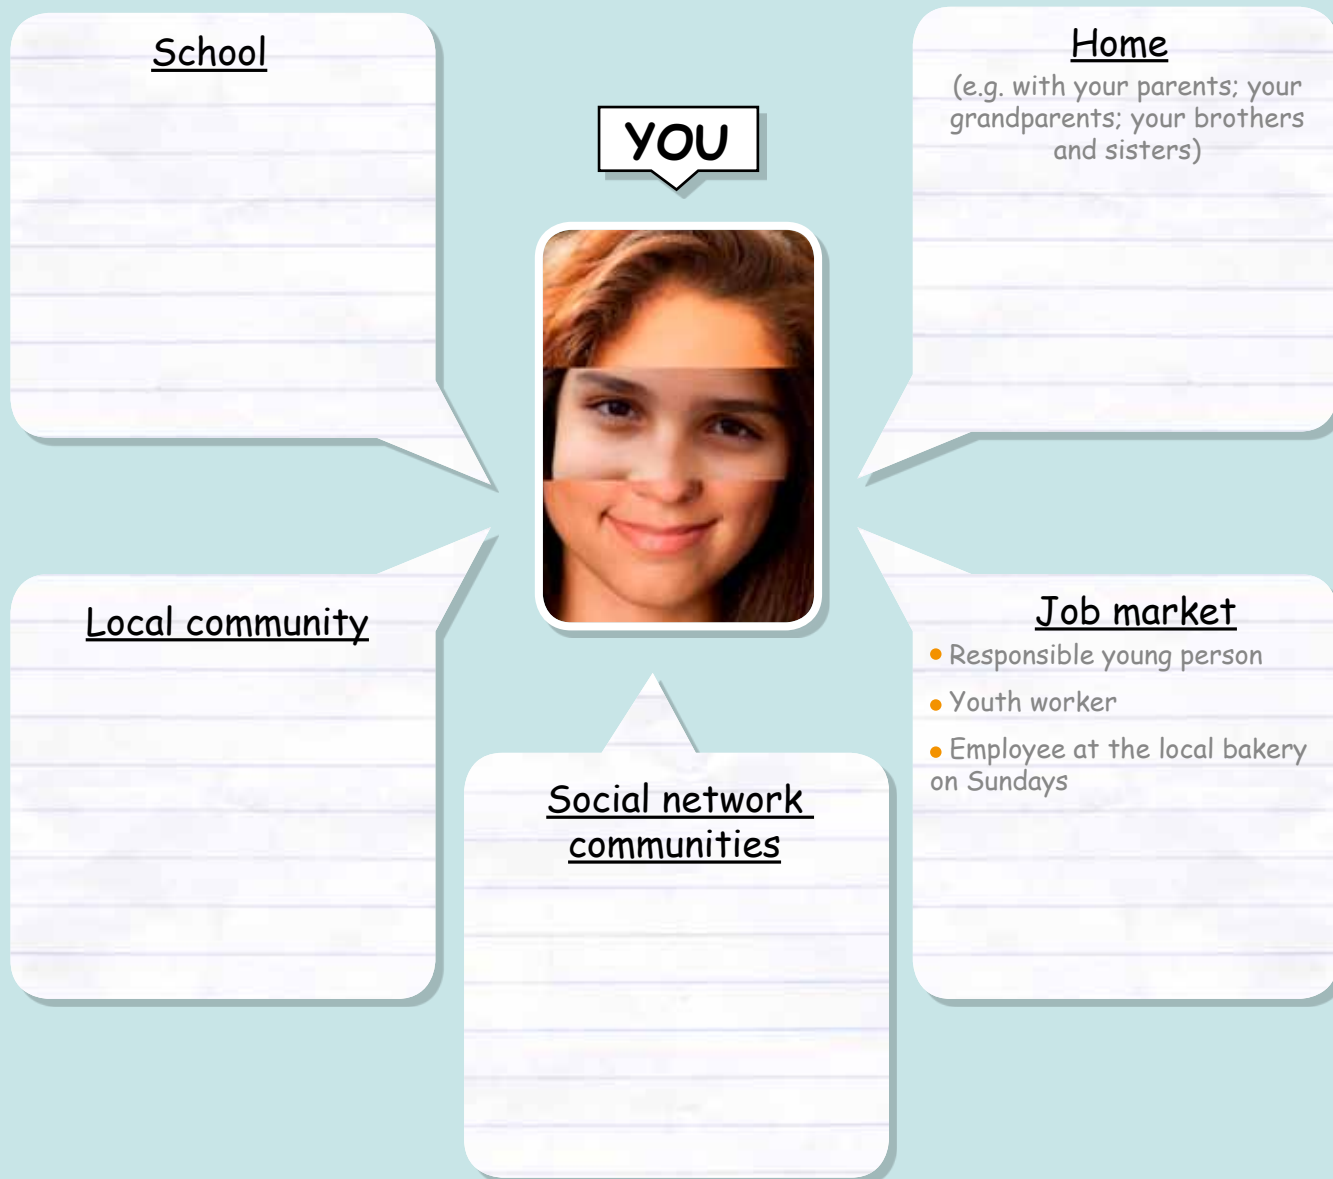 School
YOU
Home
(e.g. with your parents; your
grandparents; your brothers
and sisters)
Local community
Job market
• Responsible young person
• Youth worker
• Employee at the local bakery
on Sundays
Social network
communities